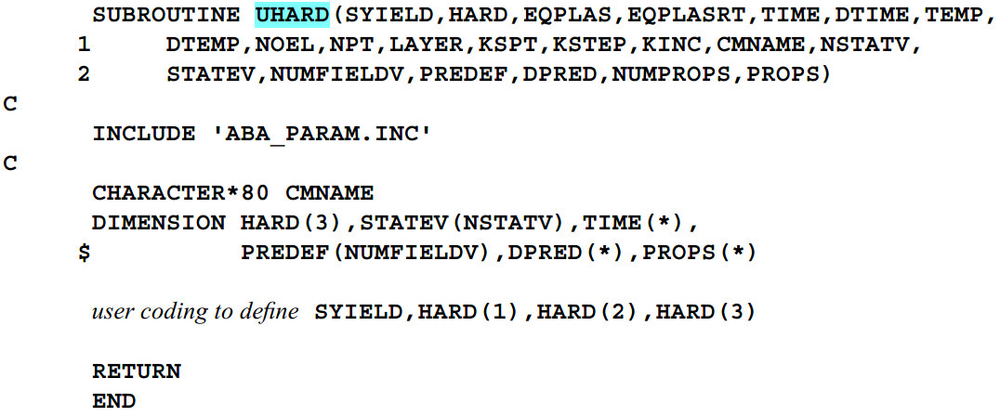 SUBROUTINE UHARD(SYIELD,HARD,EQPLAS,EQPLASRT,TIME,DTIME,TEMP,
1 DTEMP,NOEL,NPT,LAYER,KSPT,KSTEP,KINC,CMNAME,NSTATV,
2 STATEV,NUMFIELDV,PREDEF,DPRED,NUMPROPS,PROPS)
C
INCLUDE 'ABA_PARAM.INC'
C
CHARACTER*80 CMNAME
DIMENSION HARD(3),STATEV(NSTATV),TIME(*),
$ PREDEF(NUMFIELDV),DPRED(*),PROPS(*)
user coding to define SYIELD,HARD(1),HARD(2),HARD(3)
RETURN
END